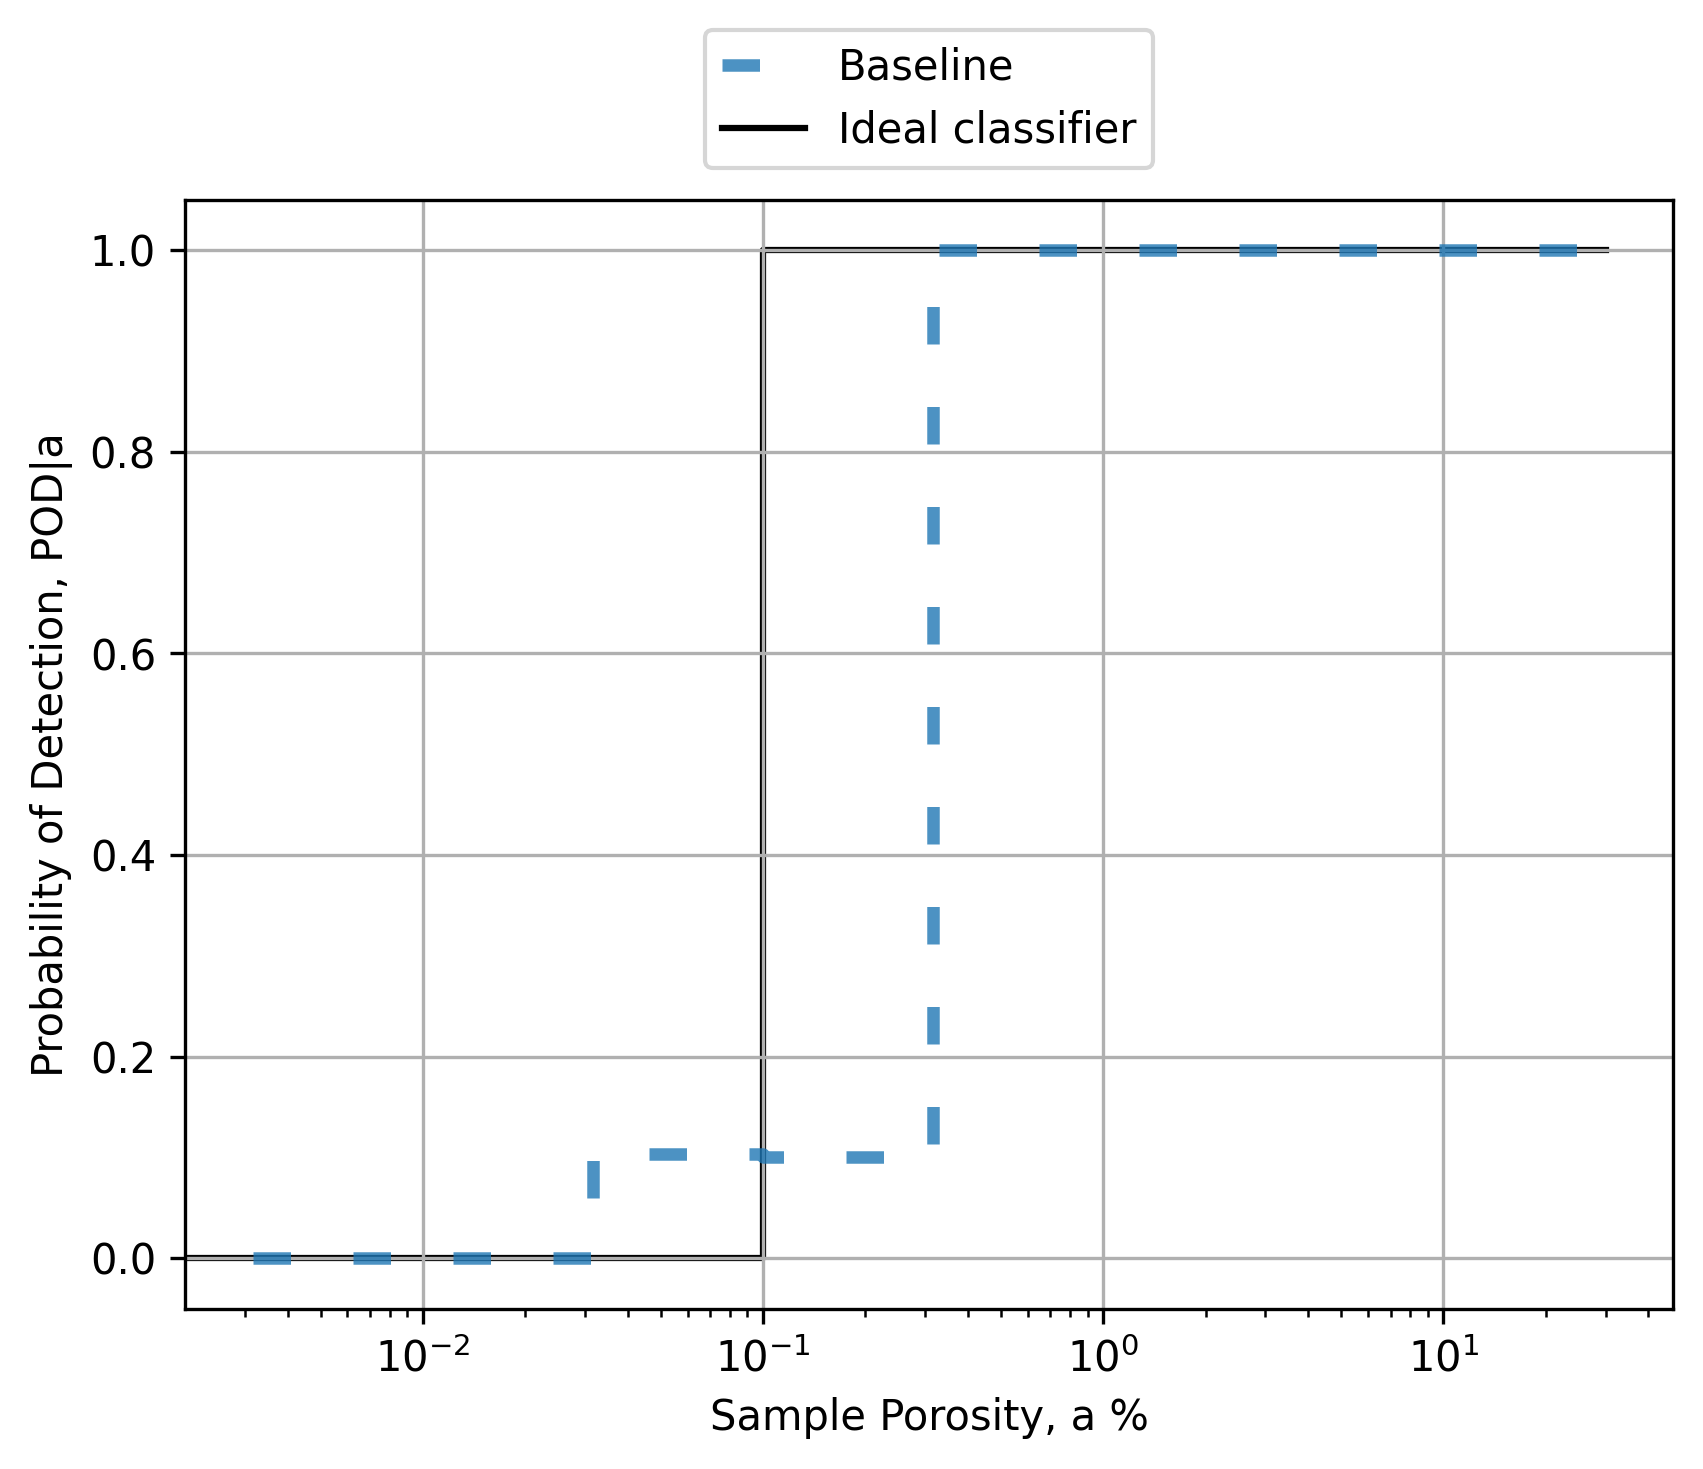 Baseline
Ideal classifier
1.0
0.8
0.6
0.4
0.2
0.0
Probability of Detection, POD|a
10⁻² 10⁻¹ 10⁰ 10¹
Sample Porosity, a %